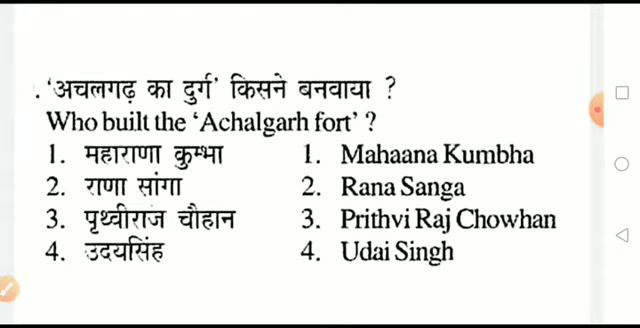 . 'अचलगढ़ का दुर्ग' किसने बनवाया ?
Who built the 'Achalgarh fort' ?
1. महाराणा कुम्भा 1. Mahaana Kumbha
2. राणा सांगा 2. Rana Sanga
3. पृथ्वीराज चौहान 3. Prithvi Raj Chowhan
4. उदयसिंह 4. Udai Singh